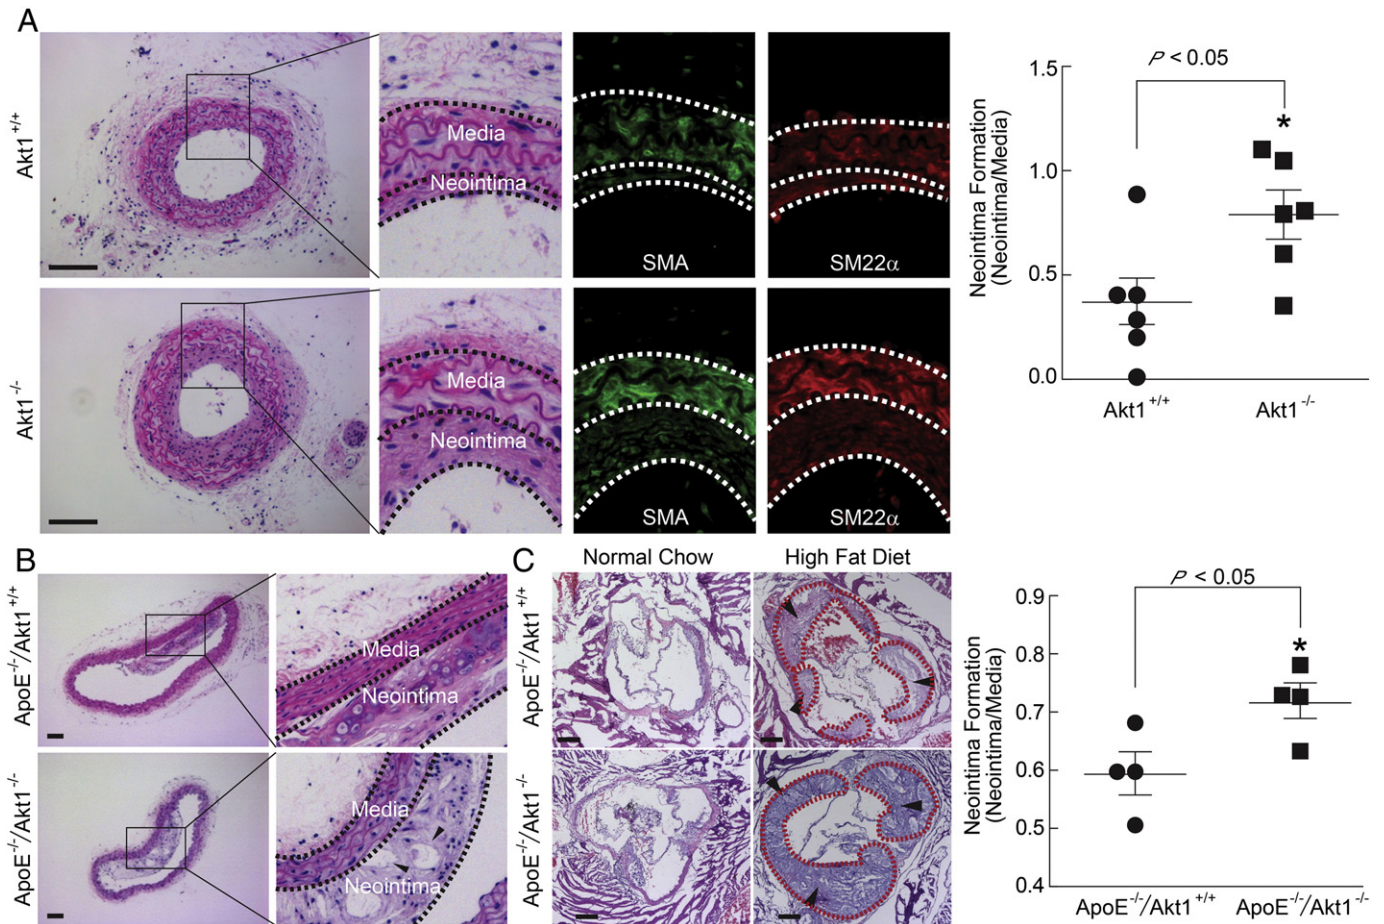 A
Akt1+/+
Media
Neointima
SMA
SM22α
Akt1-/-
Media
Neointima
SMA
SM22α
Neointima Formation
(Neointima/Media)
P < 0.05
*
1.5
1.0
0.5
0.0
Akt1+/+
Akt1-/-
B
ApoE-/-/Akt1+/+
Media
Neointima
ApoE-/-/Akt1-/-
Media
Neointima
C
Normal Chow
High Fat Diet
ApoE-/-/Akt1+/+
ApoE-/-/Akt1-/-
Neointima Formation
(Neointima/Media)
P < 0.05
*
0.9
0.8
0.7
0.6
0.5
0.4
ApoE-/-/Akt1+/+
ApoE-/-/Akt1-/-